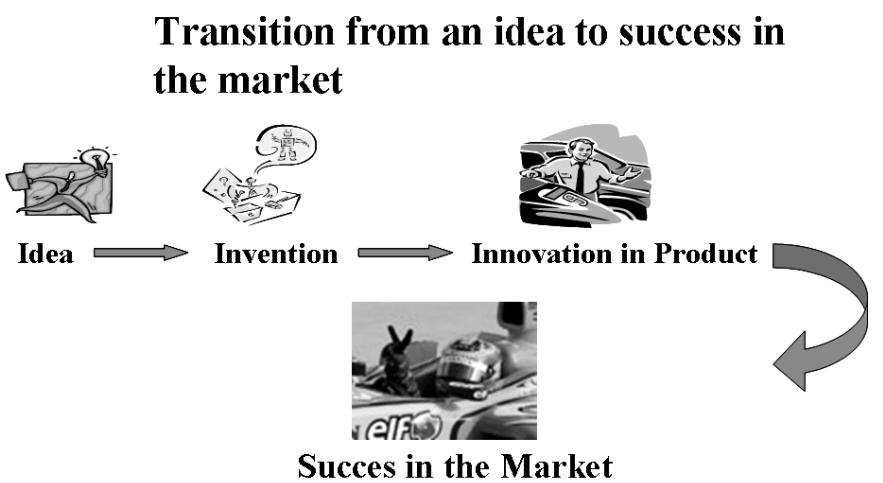 Transition from an idea to success in
the market
Idea
Invention
Innovation in Product
elf
Succes in the Market